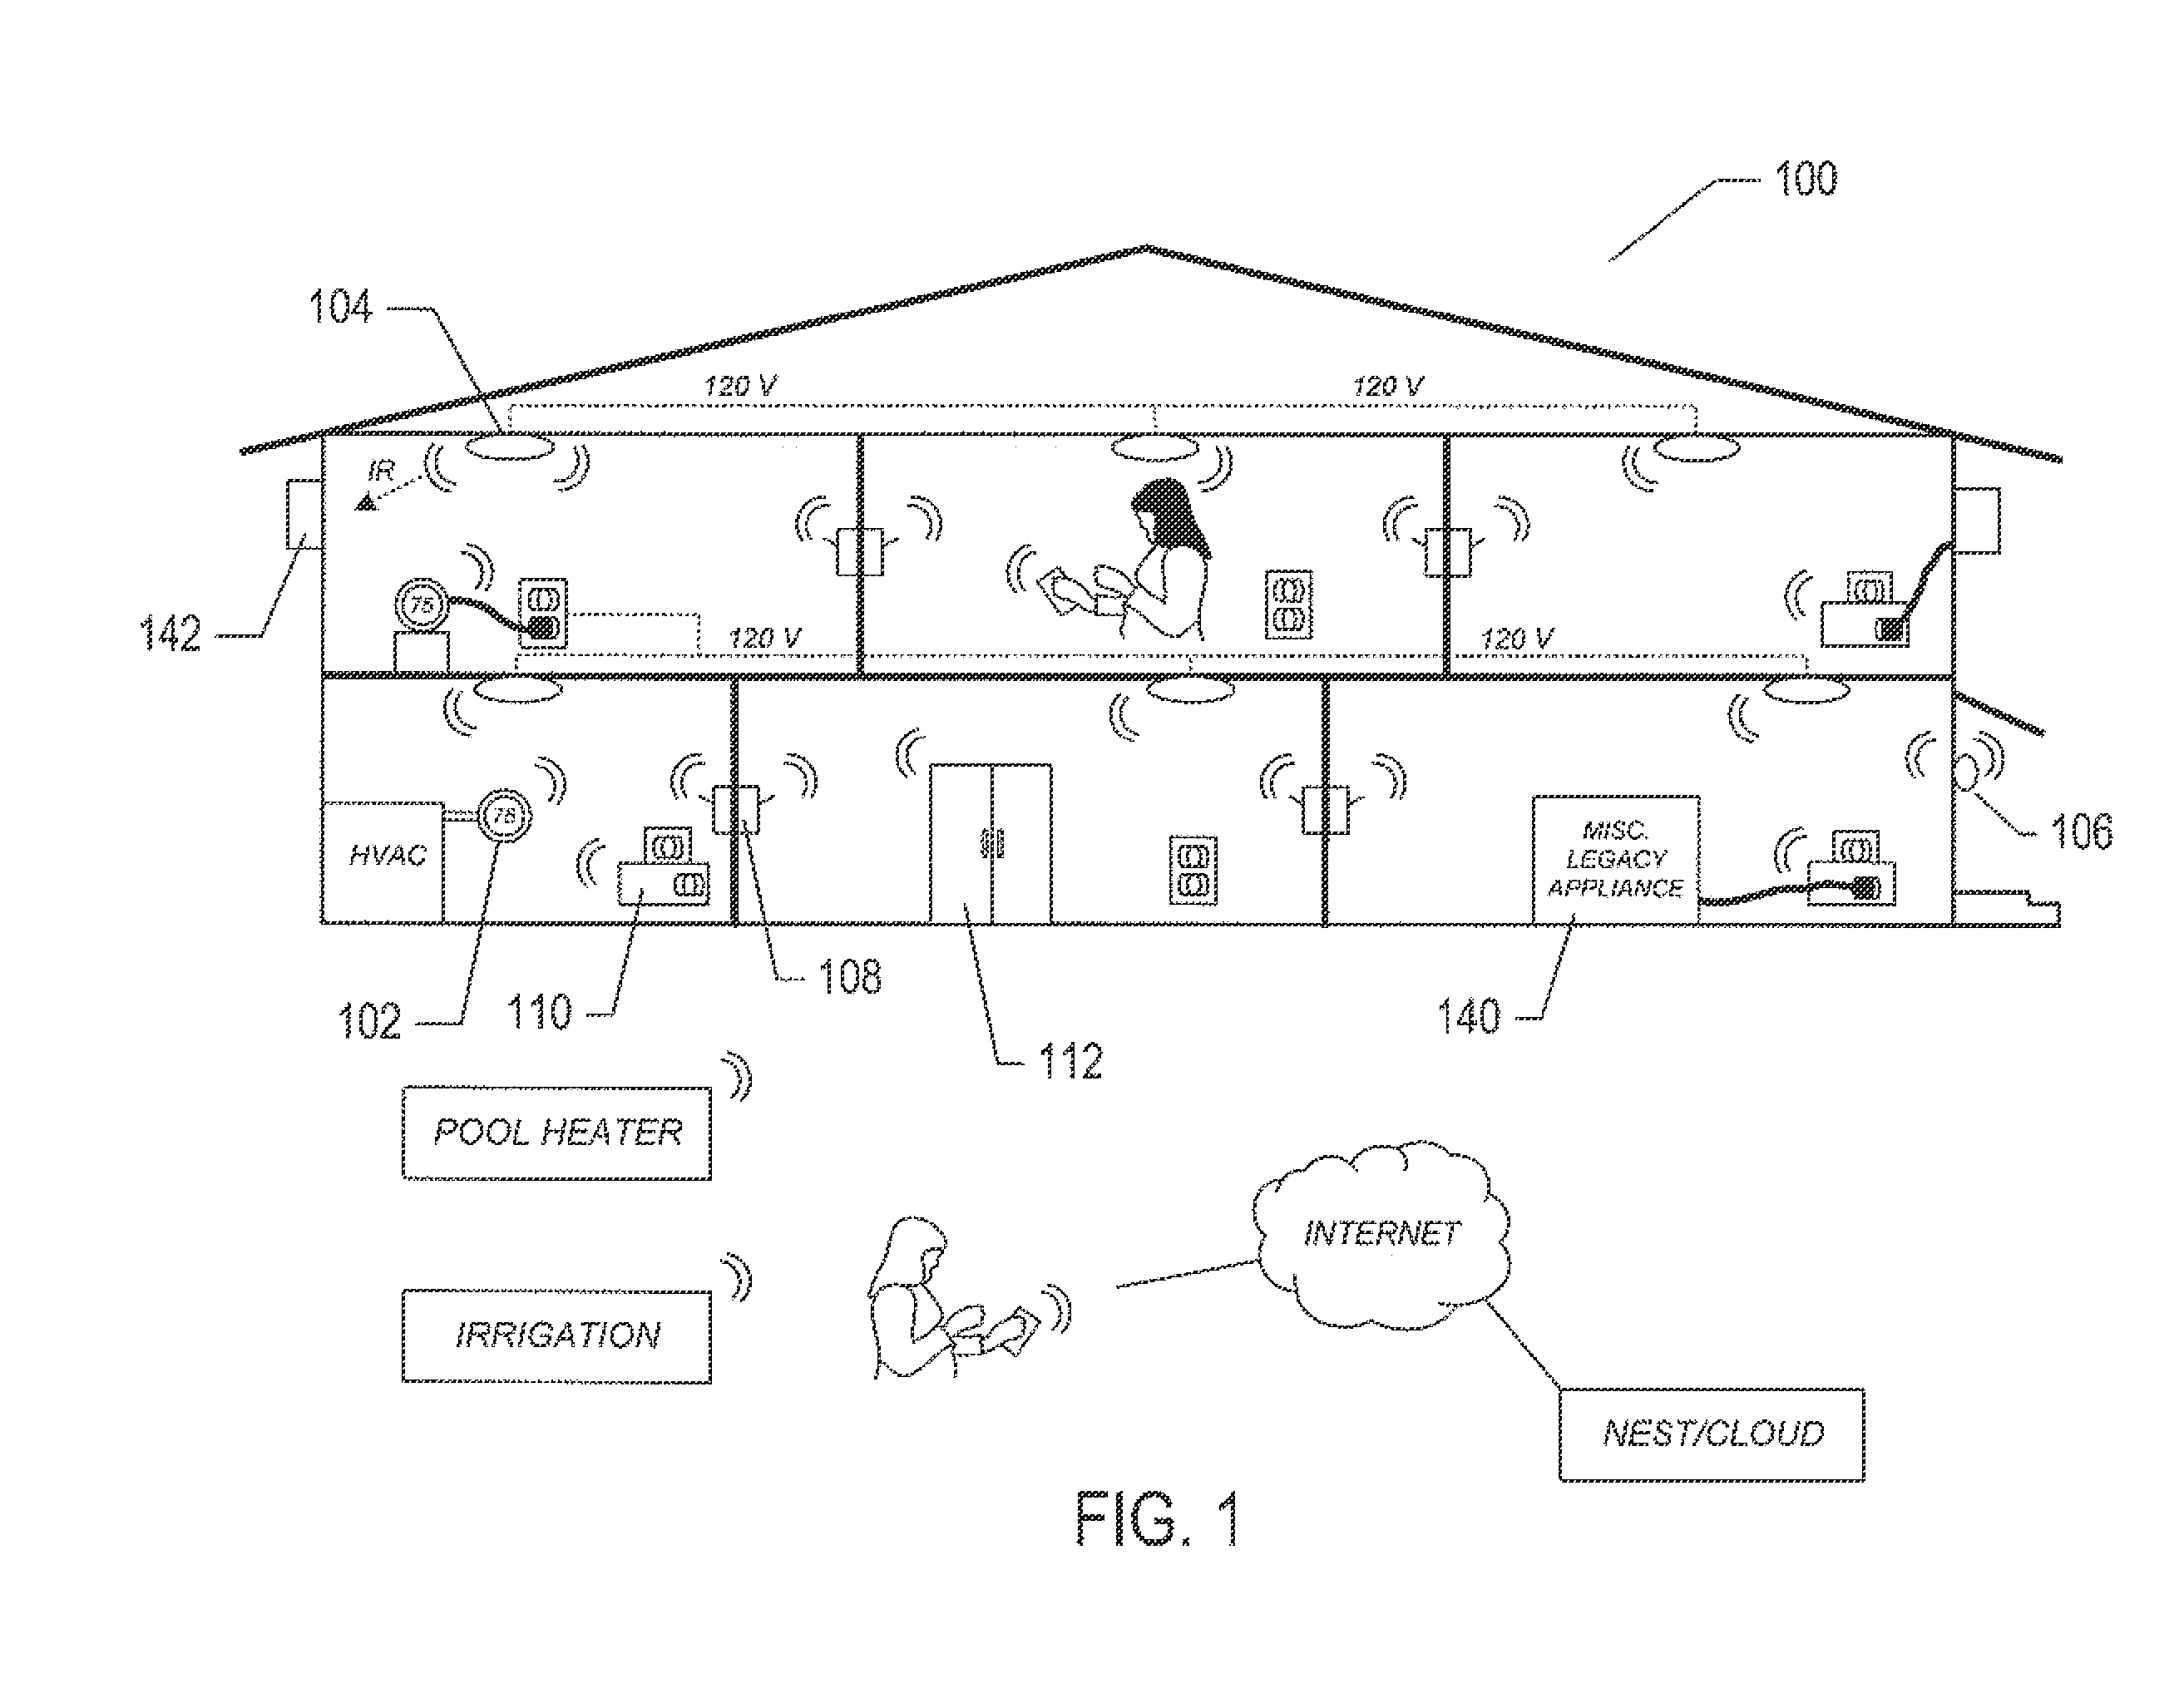 100
104
120 V
120 V
IR
142
75
120 V
120 V
HVAC
76
MISC.
LEGACY
APPLIANCE
106
108
110
102
140
112
POOL HEATER
INTERNET
IRRIGATION
NEST/CLOUD
FIG. 1